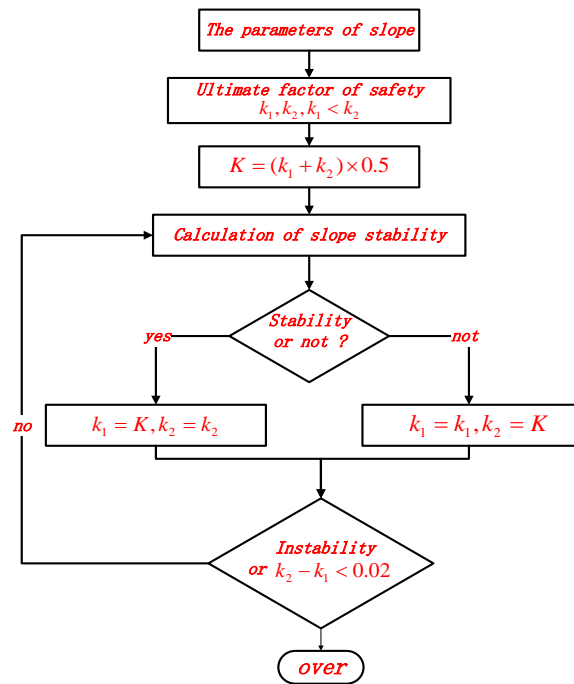 The parameters of slope
Ultimate factor of safety
k₁, k₂, k₁ < k₂
K = (k₁ + k₂) × 0.5
Calculation of slope stability
Stability
or not ?
yes
not
k₁ = K, k₂ = k₂
k₁ = k₁, k₂ = K
no
Instability
or k₂ − k₁ < 0.02
over